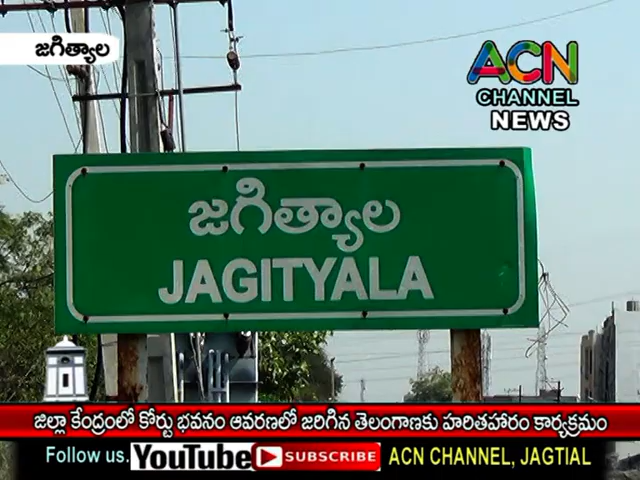 జగిత్యాల
ACN
CHANNEL
NEWS
జగిత్యాల
JAGITYALA
జిల్లా కేంద్రంలో కోర్టు భవనం ఆవరణలో జరిగిన తెలంగాణకు హరితహారం కార్యక్రమం
Follow us. YouTube SUBSCRIBE ACN CHANNEL, JAGTIAL